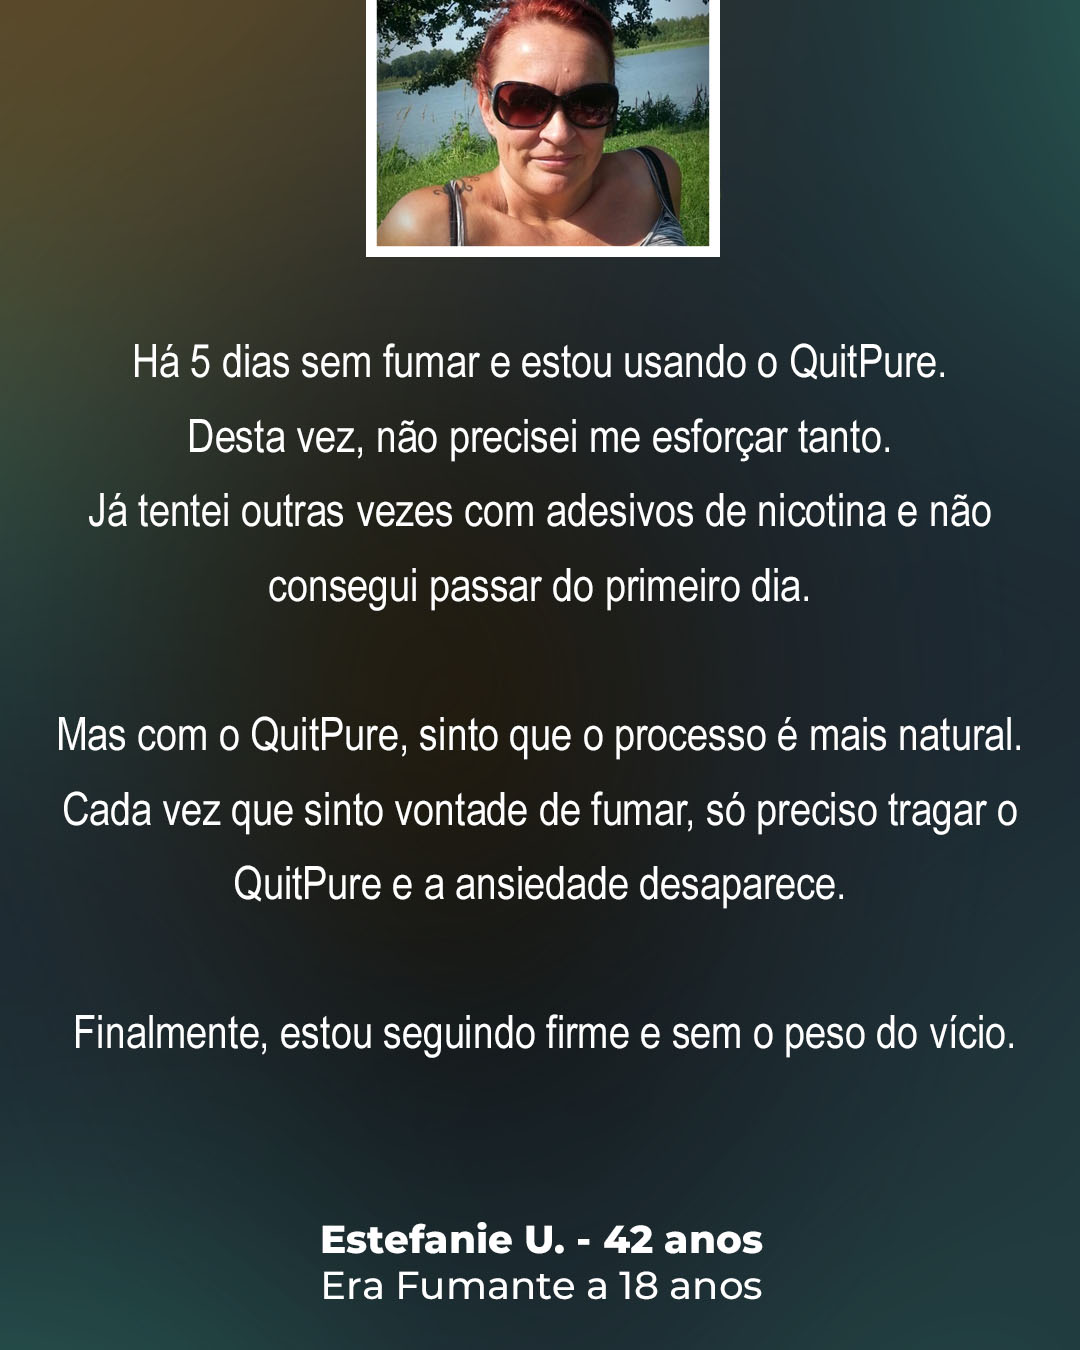 Há 5 dias sem fumar e estou usando o QuitPure.
Desta vez, não precisei me esforçar tanto.
Já tentei outras vezes com adesivos de nicotina e não
consegui passar do primeiro dia.
Mas com o QuitPure, sinto que o processo é mais natural.
Cada vez que sinto vontade de fumar, só preciso tragar o
QuitPure e a ansiedade desaparece.
Finalmente, estou seguindo firme e sem o peso do vício.
Estefanie U. - 42 anos
Era Fumante a 18 anos